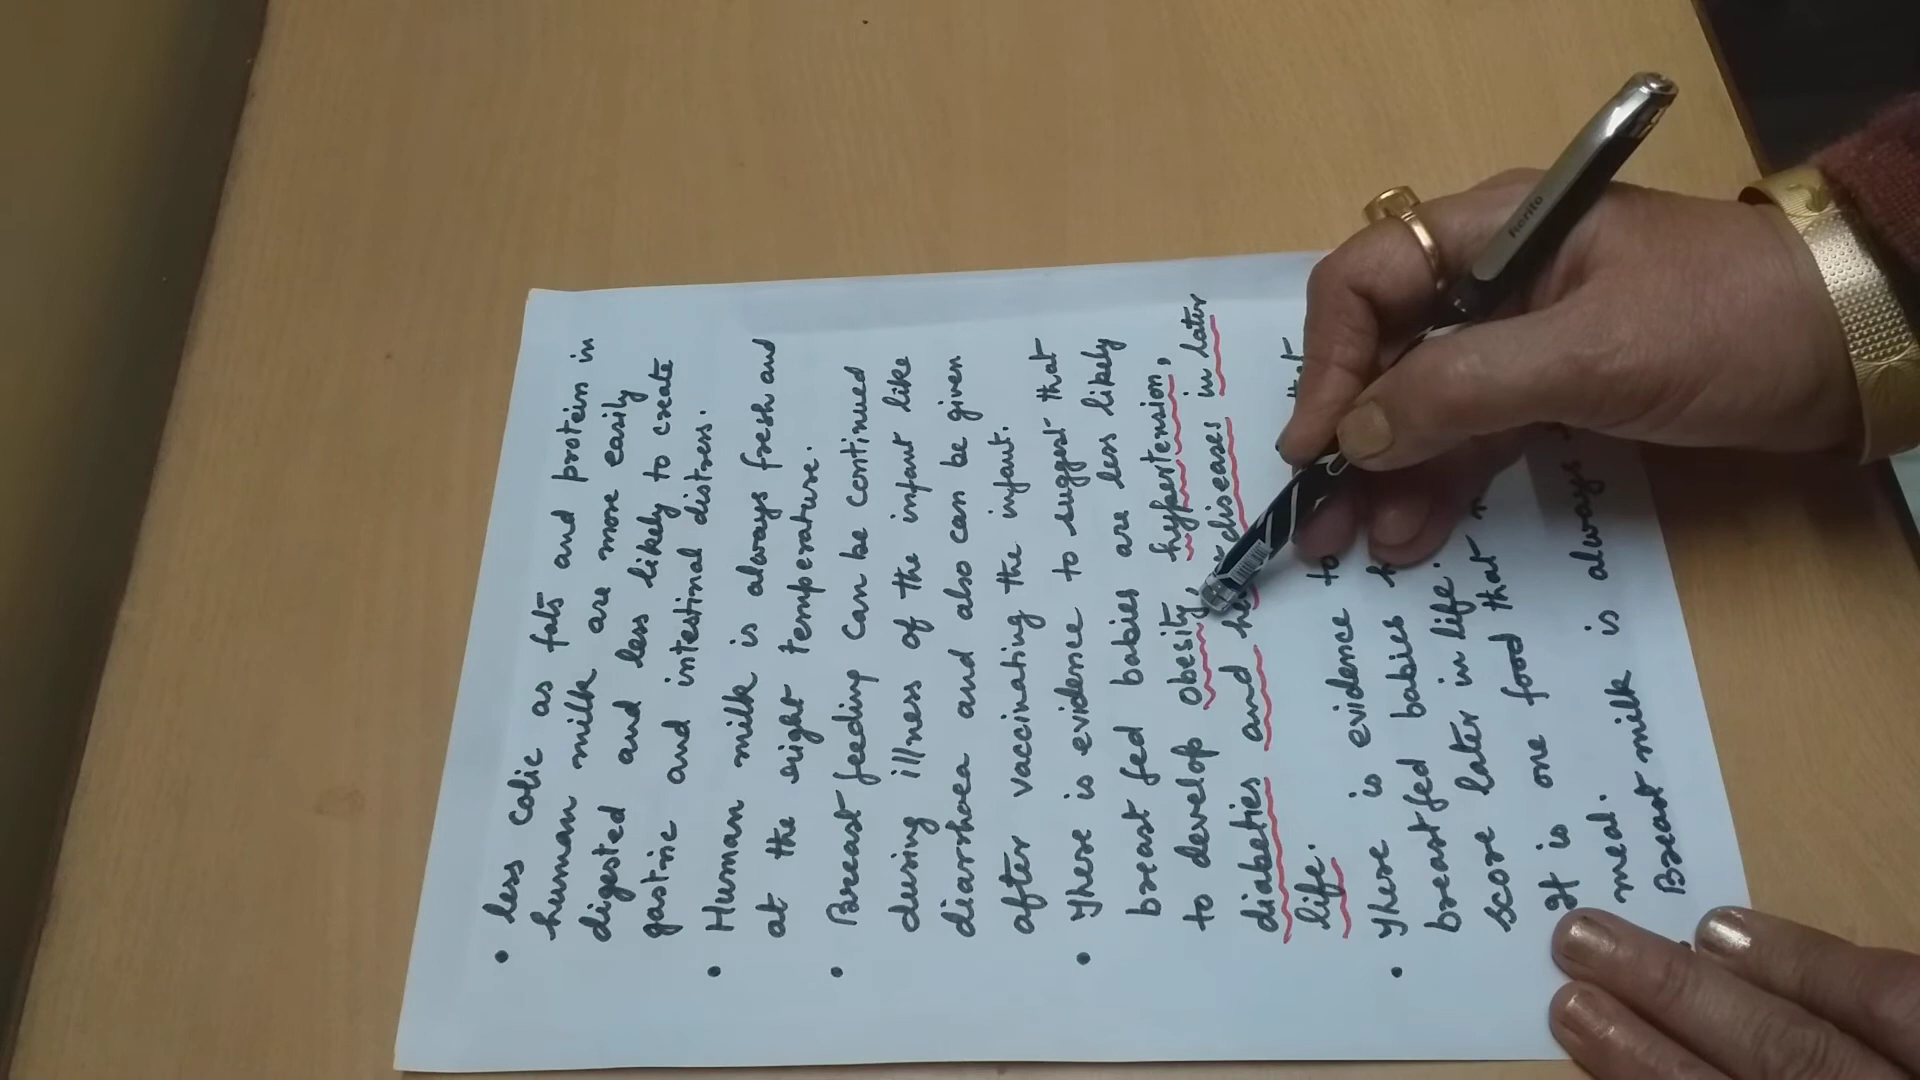 • less colic as fats and protein in
human milk are more easily
digested and less likely to create
gastric and intestinal distress.
• Human milk is always fresh and
at the right temperature.
• Breast feeding can be continued
during illness of the infant like
diarrhoea and also can be given
after vaccinating the infant.
• There is evidence to suggest that
breast fed babies are less likely
to develop obesity, hypertension,
diabeties and diseases in later
life.
• There is evidence to that
breastfed babies
score later in life.
It is one food that
meal.
Breast milk is always